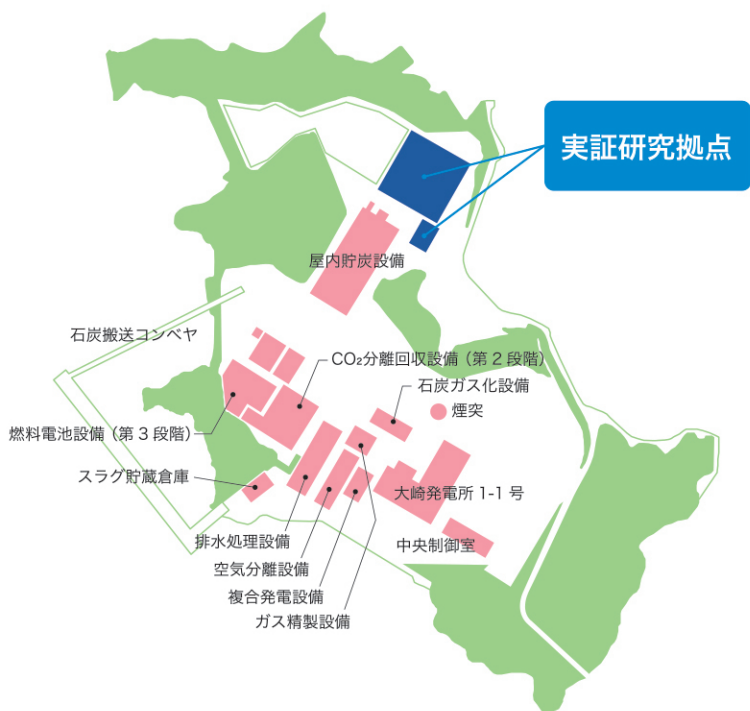 実証研究拠点
屋内貯炭設備
石炭搬送コンベヤ
CO₂分離回収設備（第２段階）
石炭ガス化設備
煙突
燃料電池設備（第３段階）
スラグ貯蔵倉庫
大崎発電所 1-1 号
排水処理設備
中央制御室
空気分離設備
複合発電設備
ガス精製設備